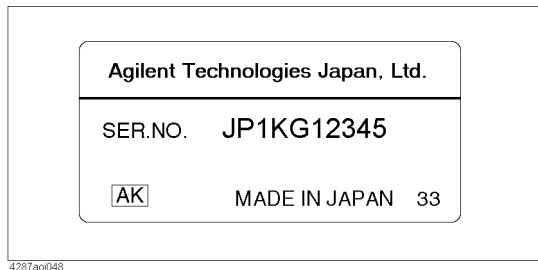 Agilent Technologies Japan, Ltd.
SER.NO. JP1KG12345
AK MADE IN JAPAN 33
4287aoj048